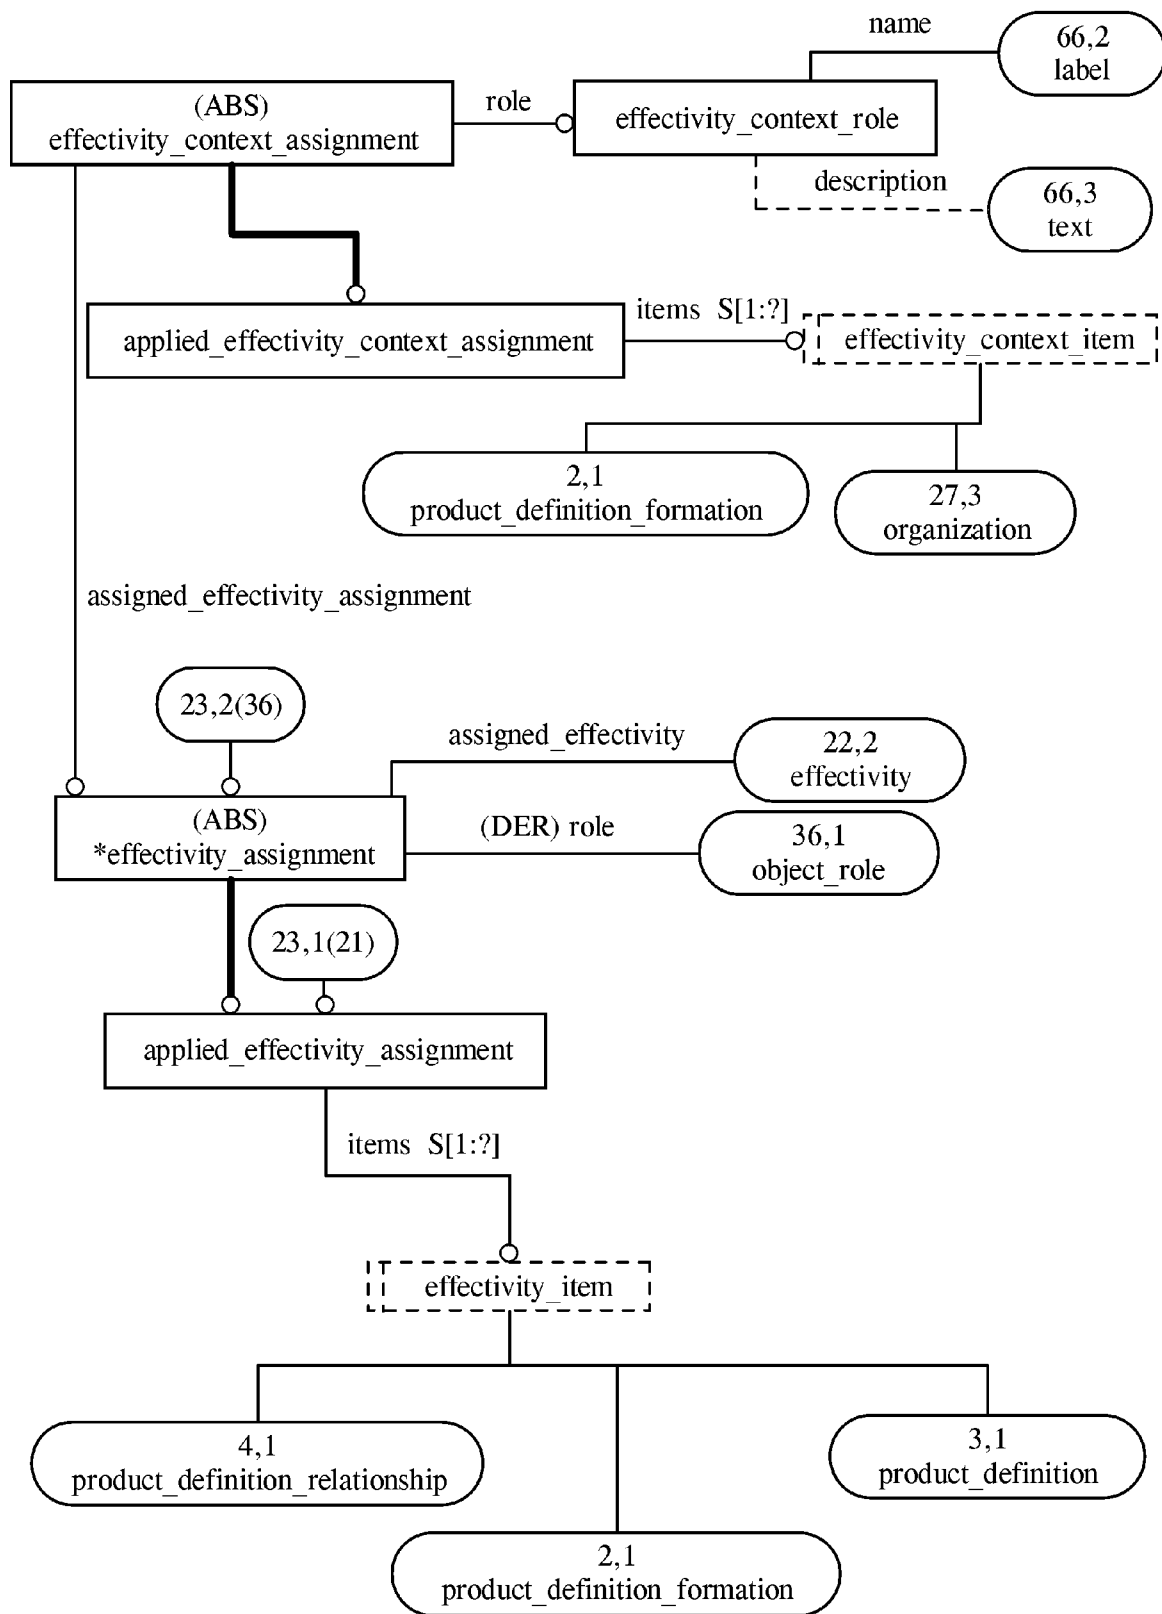 name
66,2
label
(ABS)
effectivity_context_assignment
role
effectivity_context_role
description
66,3
text
items S[1:?]
applied_effectivity_context_assignment
effectivity_context_item
2,1
product_definition_formation
27,3
organization
assigned_effectivity_assignment
23,2(36)
assigned_effectivity
22,2
effectivity
(ABS)
*effectivity_assignment
(DER) role
36,1
object_role
23,1(21)
applied_effectivity_assignment
items S[1:?]
effectivity_item
4,1
product_definition_relationship
3,1
product_definition
2,1
product_definition_formation